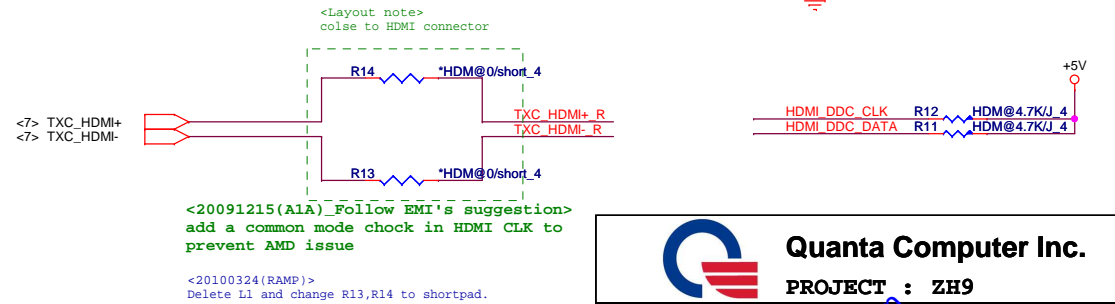 <Layout note>
colse to HDMI connector
R14 *HDM@0/short_4
+5V
<7> TXC_HDMI+
<7> TXC_HDMI-
TXC_HDMI+_R
TXC_HDMI-_R
HDMI_DDC_CLK R12 HDM@4.7K/J_4
HDMI_DDC_DATA R11 HDM@4.7K/J_4
R13 *HDM@0/short_4
<20091215(A1A)_Follow EMI's suggestion>
add a common mode chock in HDMI CLK to
prevent AMD issue
<20100324(RAMP)>
Delete L1 and change R13,R14 to shortpad.
Quanta Computer Inc.
PROJECT : ZH9